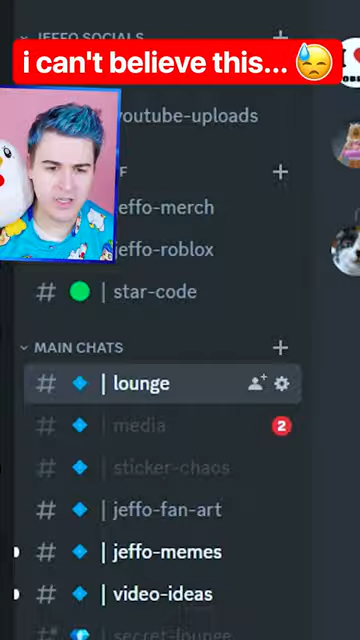 JEFFO SOCIALS
i can't believe this... 😓
youtube-uploads
jeffo-merch
jeffo-roblox
# | star-code
MAIN CHATS
# | lounge
# | media 2
# | sticker-chaos
# | jeffo-fan-art
# | jeffo-memes
# | video-ideas
# | secret-lounge